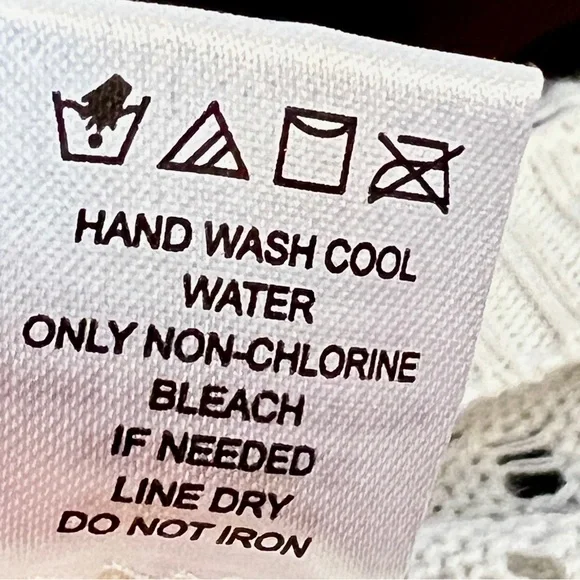 HAND WASH COOL
WATER
ONLY NON-CHLORINE
BLEACH
IF NEEDED
LINE DRY
DO NOT IRON